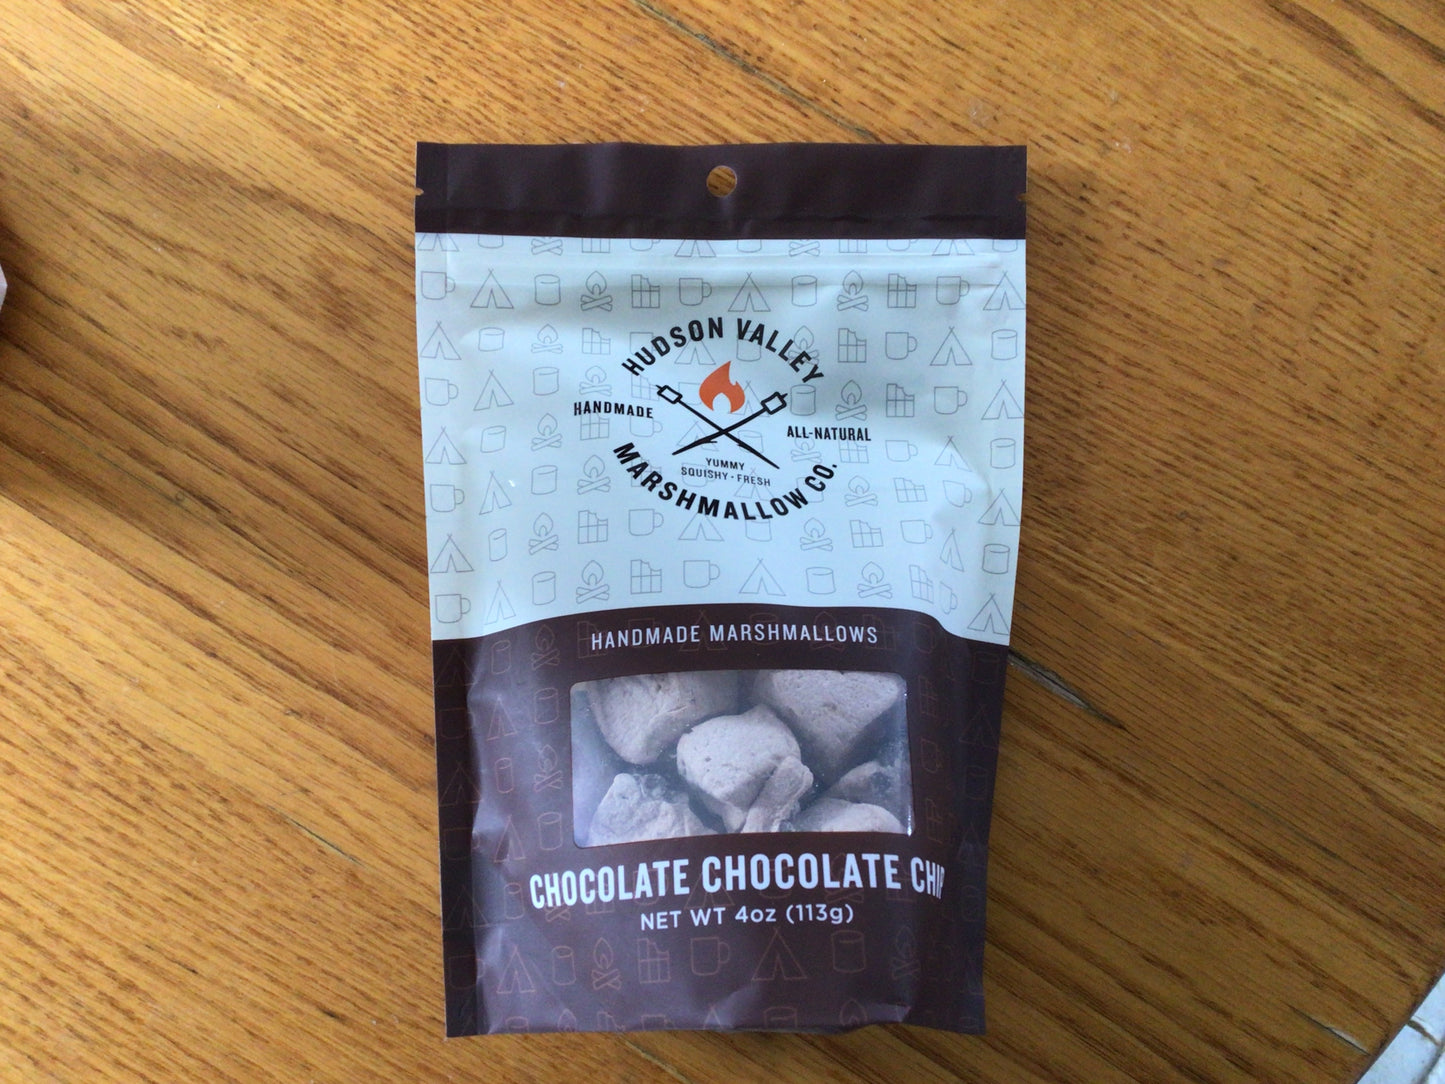 HUDSON VALLEY
HANDMADE
ALL-NATURAL
YUMMY
SQUISHY · FRESH
MARSHMALLOW CO.
HANDMADE MARSHMALLOWS
CHOCOLATE CHOCOLATE CHIP
NET WT 4oz (113g)